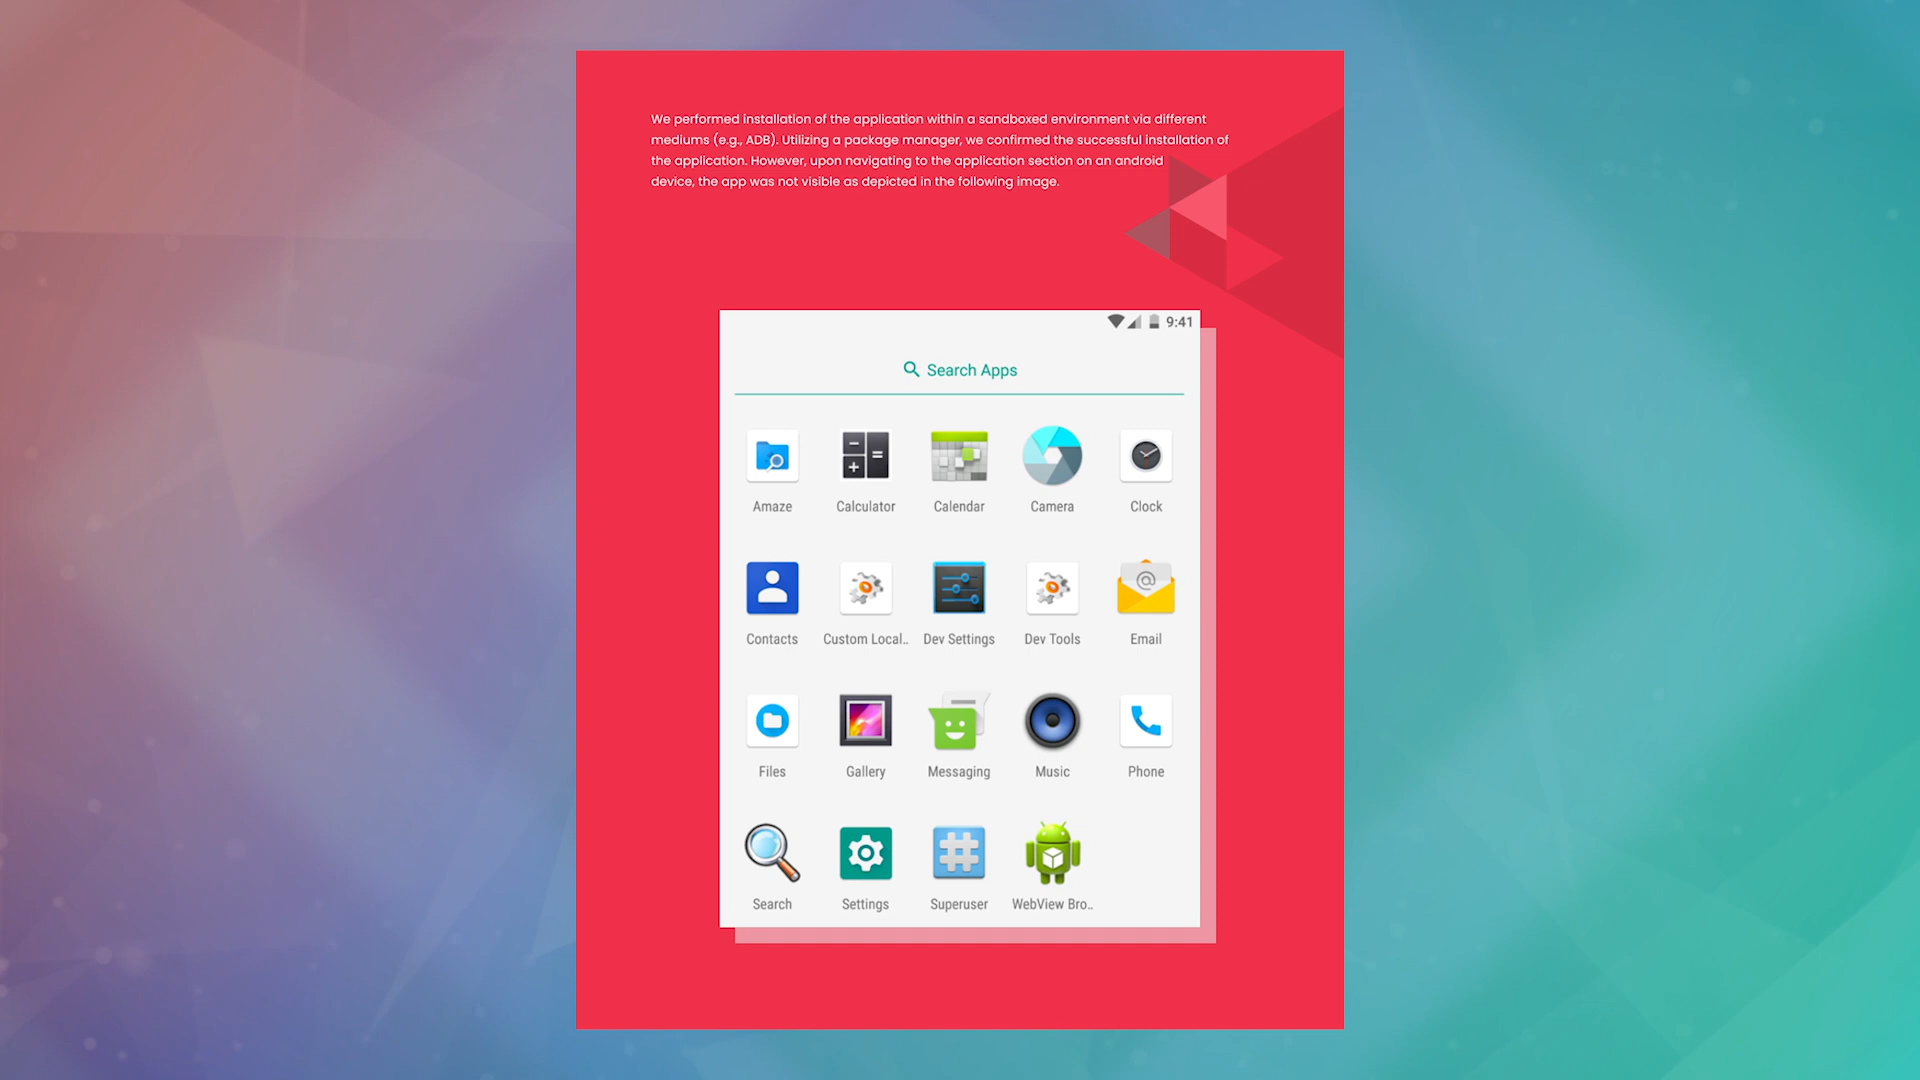 We performed installation of the application within a sandboxed environment via different
mediums (e.g., ADB). Utilizing a package manager, we confirmed the successful installation of
the application. However, upon navigating to the application section on an android
device, the app was not visible as depicted in the following image.
9:41
Search Apps
Amaze Calculator Calendar Camera Clock
Contacts Custom Local.. Dev Settings Dev Tools Email
Files Gallery Messaging Music Phone
Search Settings Superuser WebView Bro..